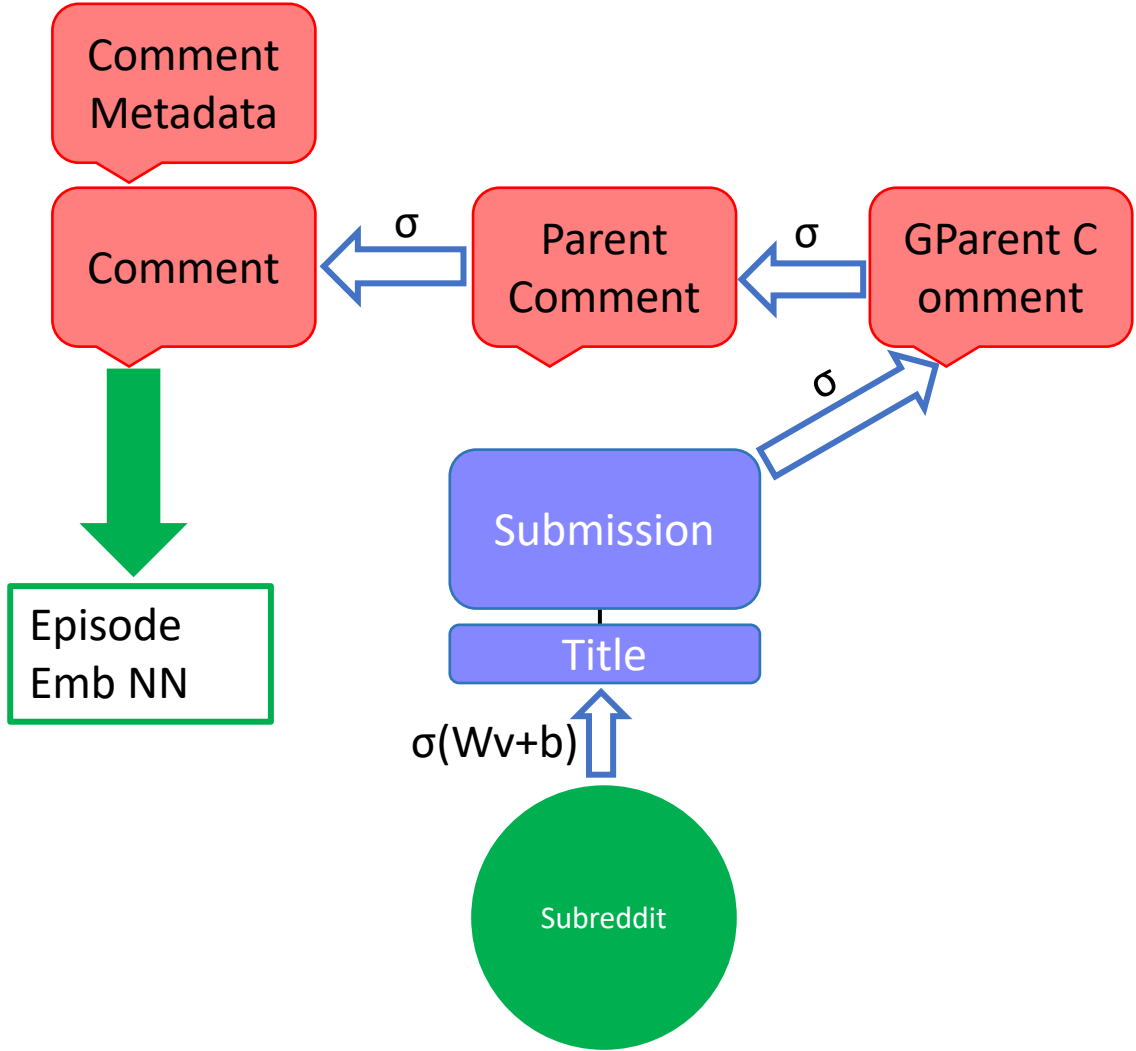 Comment
Metadata
Comment
σ
Parent
Comment
σ
GParent C
omment
σ
Submission
Title
Episode
Emb NN
σ(Wv+b)
Subreddit